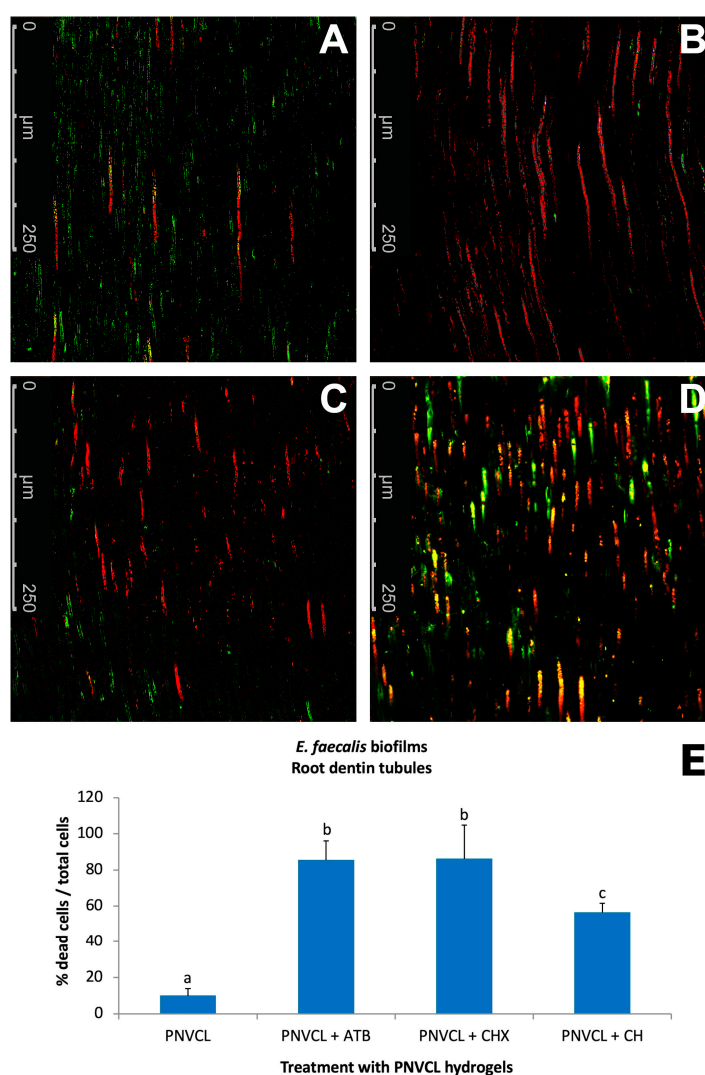 A
0
µm
250
B
0
µm
250
C
0
µm
250
D
0
µm
250
E. faecalis biofilms
Root dentin tubules
E
% dead cells / total cells
120
100
80
60
40
20
0
a
b
b
c
PNVCL
PNVCL + ATB
PNVCL + CHX
PNVCL + CH
Treatment with PNVCL hydrogels